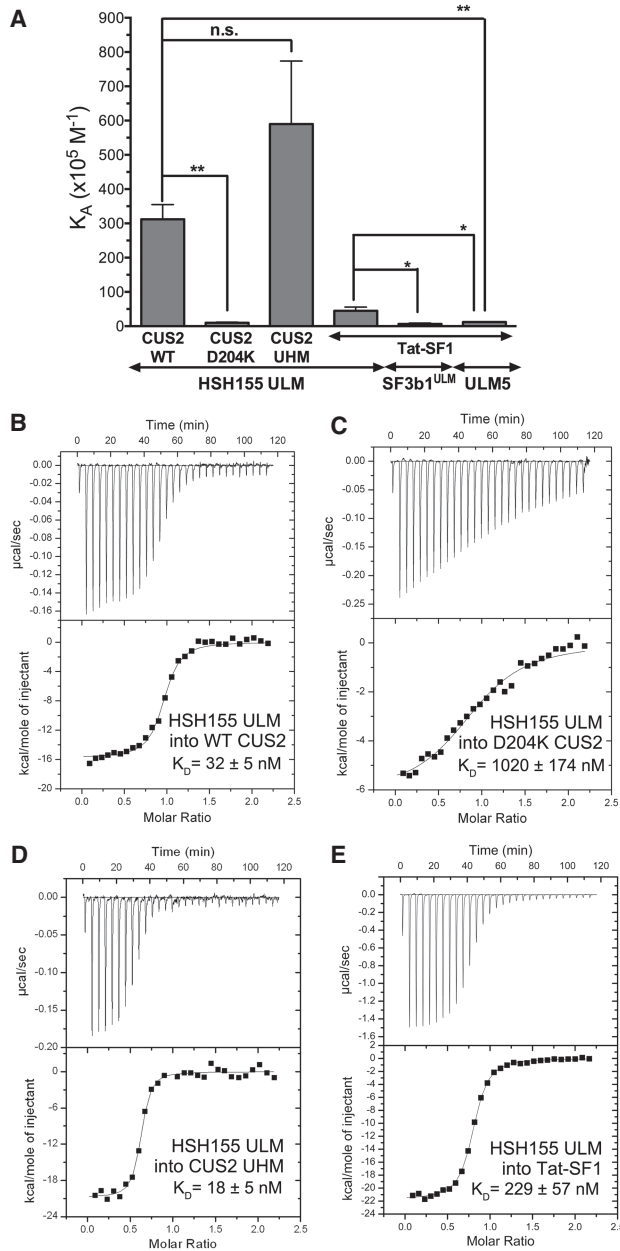 A
900
800
700
600
500
400
300
200
100
0
K_A (x10⁵ M⁻¹)
n.s.
**
**
*
*
CUS2 WT
CUS2 D204K
CUS2 UHM
Tat-SF1
HSH155 ULM
SF3b1ᵁᴸᴹ
ULM5
B
Time (min)
0 20 40 60 80 100 120
0.00
-0.02
-0.04
-0.06
-0.08
-0.10
-0.12
-0.14
-0.16
µcal/sec
0
-4
-8
-12
-16
-20
kcal/mole of injectant
HSH155 ULM
into WT CUS2
K_D= 32 ± 5 nM
0.0 0.5 1.0 1.5 2.0 2.5
Molar Ratio
C
Time (min)
0 20 40 60 80 100 120
0.00
-0.05
-0.10
-0.15
-0.20
-0.25
µcal/sec
0
-2
-4
-6
kcal/mole of injectant
HSH155 ULM
into D204K CUS2
K_D= 1020 ± 174 nM
0.0 0.5 1.0 1.5 2.0 2.5
Molar Ratio
D
Time (min)
0 20 40 60 80 100 120
0.00
-0.05
-0.10
-0.15
-0.20
µcal/sec
0
-6
-12
-18
-24
kcal/mole of injectant
HSH155 ULM
into CUS2 UHM
K_D= 18 ± 5 nM
0.0 0.5 1.0 1.5 2.0 2.5
Molar Ratio
E
Time (min)
0 20 40 60 80 100 120
0.0
-0.2
-0.4
-0.6
-0.8
-1.0
-1.2
-1.4
-1.6
µcal/sec
2
0
-2
-4
-6
-8
-10
-12
-14
-16
-18
-20
-22
-24
kcal/mole of injectant
HSH155 ULM
into Tat-SF1
K_D= 229 ± 57 nM
0.0 0.5 1.0 1.5 2.0 2.5
Molar Ratio